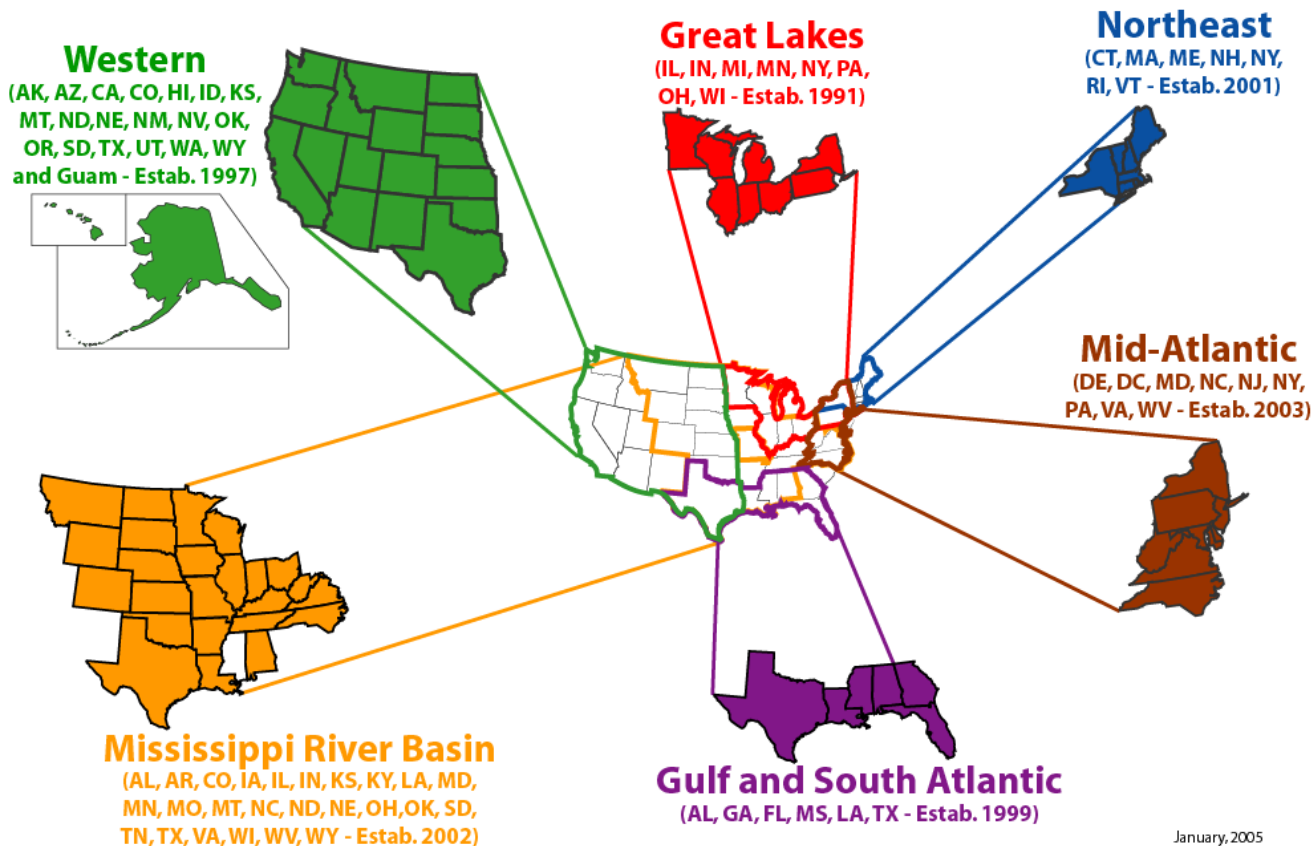 Western
(AK, AZ, CA, CO, HI, ID, KS,
MT, ND,NE, NM, NV, OK,
OR, SD, TX, UT, WA, WY
and Guam - Estab. 1997)
Great Lakes
(IL, IN, MI, MN, NY, PA,
OH, WI - Estab. 1991)
Northeast
(CT, MA, ME, NH, NY,
RI, VT - Estab. 2001)
Mid-Atlantic
(DE, DC, MD, NC, NJ, NY,
PA, VA, WV - Estab. 2003)
Mississippi River Basin
(AL, AR, CO, IA, IL, IN, KS, KY, LA, MD,
MN, MO, MT, NC, ND, NE, OH,OK, SD,
TN, TX, VA, WI, WV, WY - Estab. 2002)
Gulf and South Atlantic
(AL, GA, FL, MS, LA, TX - Estab. 1999)
January, 2005